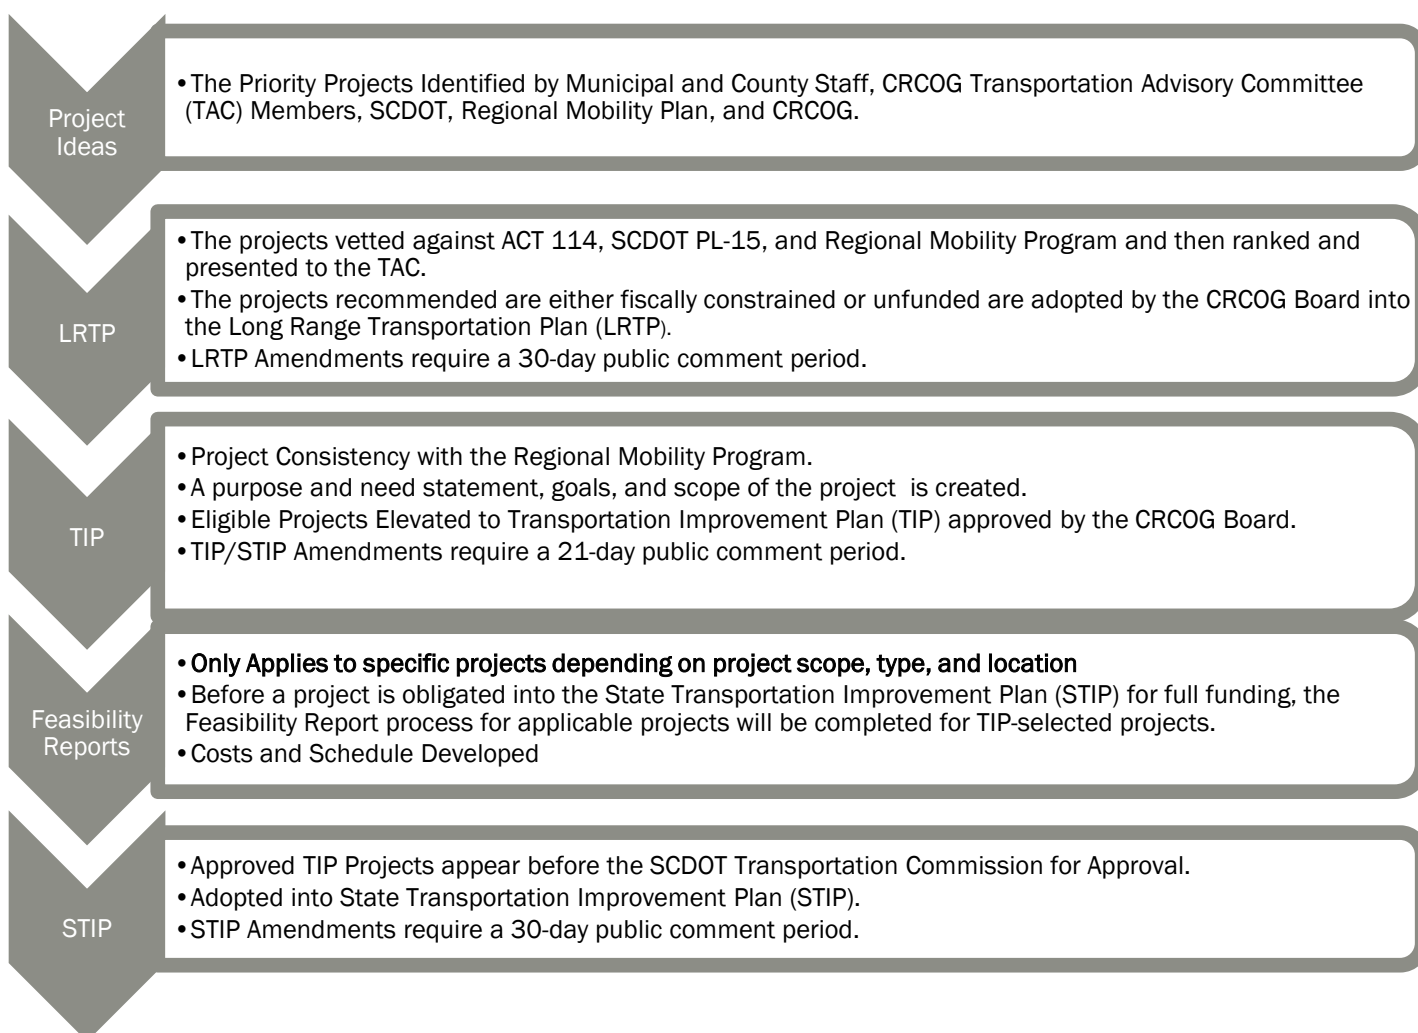 Project
Ideas
•The Priority Projects Identified by Municipal and County Staff, CRCOG Transportation Advisory Committee
(TAC) Members, SCDOT, Regional Mobility Plan, and CRCOG.
LRTP
•The projects vetted against ACT 114, SCDOT PL-15, and Regional Mobility Program and then ranked and
presented to the TAC.
•The projects recommended are either fiscally constrained or unfunded are adopted by the CRCOG Board into
the Long Range Transportation Plan (LRTP).
•LRTP Amendments require a 30-day public comment period.
TIP
•Project Consistency with the Regional Mobility Program.
•A purpose and need statement, goals, and scope of the project is created.
•Eligible Projects Elevated to Transportation Improvement Plan (TIP) approved by the CRCOG Board.
•TIP/STIP Amendments require a 21-day public comment period.
Feasibility
Reports
•Only Applies to specific projects depending on project scope, type, and location
•Before a project is obligated into the State Transportation Improvement Plan (STIP) for full funding, the
Feasibility Report process for applicable projects will be completed for TIP-selected projects.
•Costs and Schedule Developed
STIP
•Approved TIP Projects appear before the SCDOT Transportation Commission for Approval.
•Adopted into State Transportation Improvement Plan (STIP).
•STIP Amendments require a 30-day public comment period.